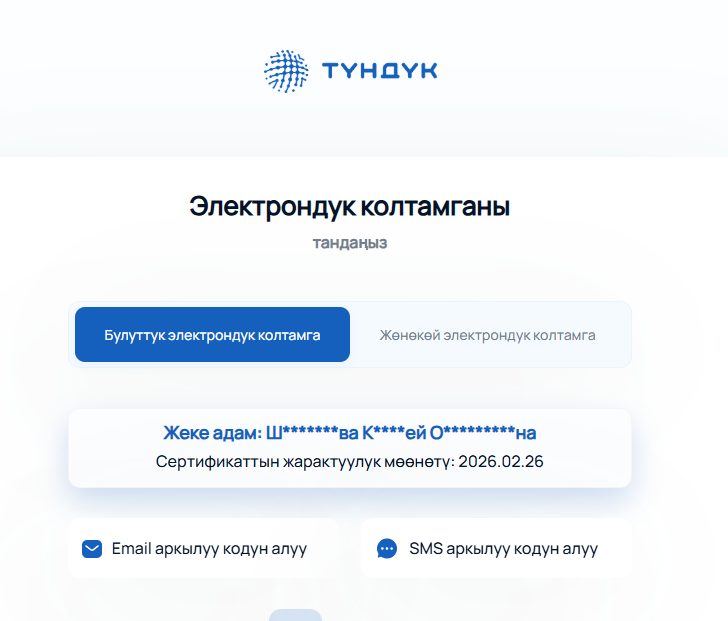 ТҮНДҮК
Электрондук колтамганы
тандаңыз
Булуттук электрондук колтамга
Жөнөкөй электрондук колтамга
Жеке адам: Ш*******ва К****ей О*********на
Сертификаттын жарактуулук мөөнөтү: 2026.02.26
Email аркылуу кодун алуу
SMS аркылуу кодун алуу